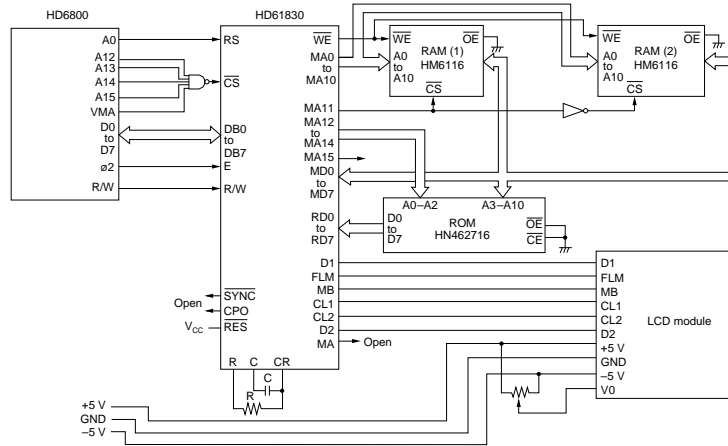 HD6800
A0
A12
A13
A14
A15
VMA
D0
to
D7
ø2
R/W
HD61830
RS
CS
DB0
to
DB7
E
R/W
SYNC
CPO
RES
Open
VCC
R
C
CR
C
R
WE
MA0
to
MA10
MA11
MA12
to
MA14
MA15
MD0
to
MD7
RD0
to
RD7
D1
FLM
MB
CL1
CL2
D2
MA
Open
WE
OE
RAM (1)
HM6116
A0
to
A10
CS
WE
OE
RAM (2)
HM6116
A0
to
A10
CS
A0–A2
A3–A10
D0
to
D7
ROM
HN462716
OE
CE
D1
FLM
MB
CL1
CL2
D2
+5 V
GND
–5 V
V0
LCD module
+5 V
GND
–5 V